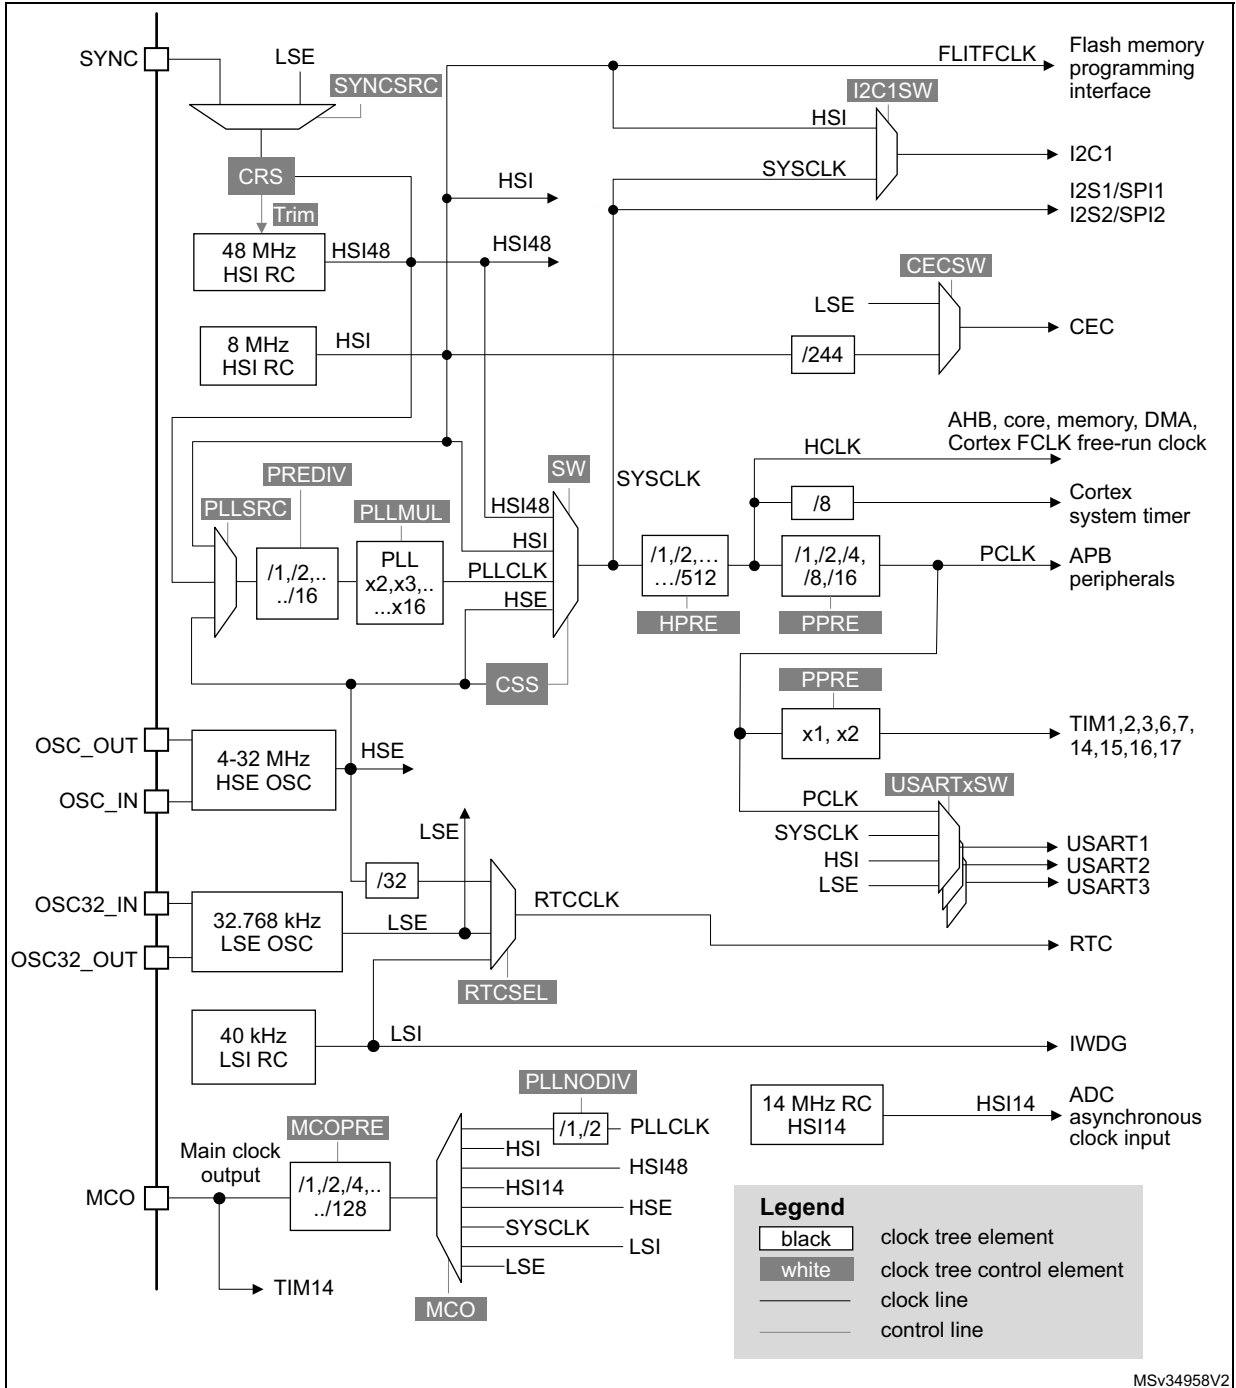 SYNC
LSE
SYNCSRC
FLITFCLK
Flash memory
programming
interface
I2C1SW
HSI
I2C1
SYSCLK
CRS
HSI
I2S1/SPI1
I2S2/SPI2
Trim
48 MHz
HSI RC
HSI48
HSI48
CECSW
LSE
CEC
8 MHz
HSI RC
HSI
/244
AHB, core, memory, DMA,
Cortex FCLK free-run clock
HCLK
SW
SYSCLK
PREDIV
PLLSRC
PLLMUL
HSI48
/8
Cortex
system timer
HSI
/1,/2,..
../16
PLL
x2,x3,..
...x16
PLLCLK
HSE
/1,/2,...
.../512
/1,/2,/4,
/8,/16
PCLK
APB
peripherals
HPRE
PPRE
CSS
PPRE
OSC_OUT
4-32 MHz
HSE OSC
HSE
x1, x2
TIM1,2,3,6,7,
14,15,16,17
OSC_IN
USARTxSW
PCLK
LSE
SYSCLK
USART1
HSI
USART2
/32
LSE
USART3
OSC32_IN
RTCCLK
32.768 kHz
LSE OSC
LSE
RTC
OSC32_OUT
RTCSEL
40 kHz
LSI RC
LSI
IWDG
PLLNODIV
14 MHz RC
HSI14
HSI14
ADC
asynchronous
clock input
MCOPRE
/1,/2
PLLCLK
Main clock
output
HSI
HSI48
MCO
/1,/2,/4,..
../128
HSI14
HSE
SYSCLK
LSI
LSE
TIM14
MCO
Legend
black
clock tree element
white
clock tree control element
clock line
control line
MSv34958V2